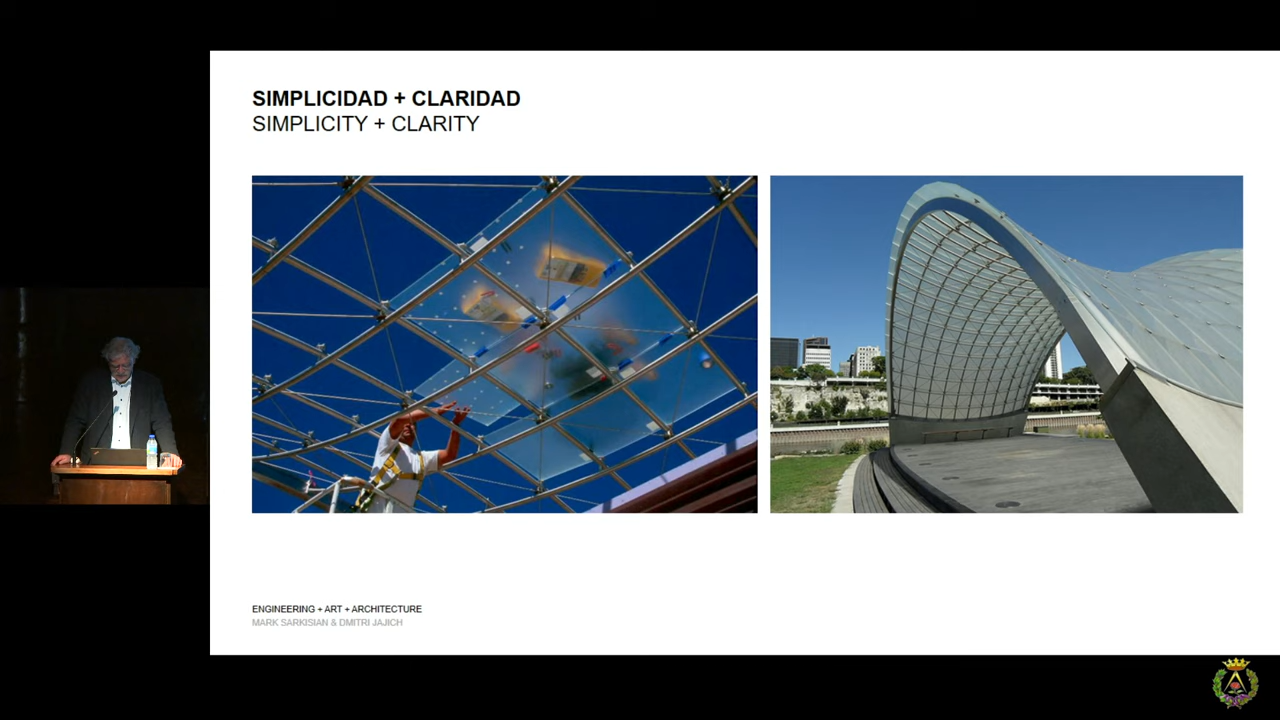 SIMPLICIDAD + CLARIDAD
SIMPLICITY + CLARITY
ENGINEERING + ART + ARCHITECTURE
MARK SARKISIAN & DMITRI JAJICH